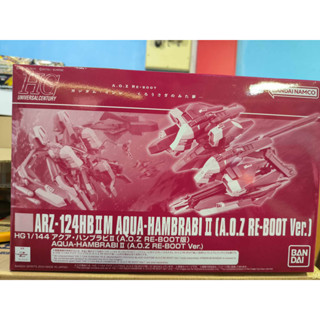 HG
UNIVERSAL CENTURY
A.O.Z RE-BOOT
BANDAI NAMCO
ARZ-124HBⅡM AQUA-HAMBRABI Ⅱ (A.O.Z RE-BOOT Ver.)
HG 1/144 アクア・ハンブラビⅡ (A.O.Z RE-BOOT版)
AQUA-HAMBRABI Ⅱ (A.O.Z RE-BOOT Ver.)
BAN
DAI